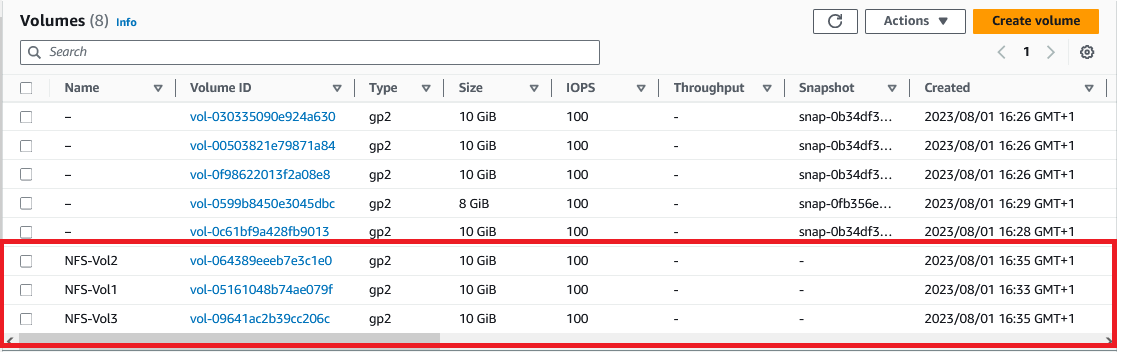 Volumes (8) Info Actions Create volume
Search 1
Name Volume ID Type Size IOPS Throughput Snapshot Created
– vol-030335090e924a630 gp2 10 GiB 100 - snap-0b34df3... 2023/08/01 16:26 GMT+1
– vol-00503821e79871a84 gp2 10 GiB 100 - snap-0b34df3... 2023/08/01 16:26 GMT+1
– vol-0f98622013f2a08e8 gp2 10 GiB 100 - snap-0b34df3... 2023/08/01 16:26 GMT+1
– vol-0599b8450e3045dbc gp2 8 GiB 100 - snap-0fb356e... 2023/08/01 16:29 GMT+1
– vol-0c61bf9a428fb9013 gp2 10 GiB 100 - snap-0b34df3... 2023/08/01 16:28 GMT+1
NFS-Vol2 vol-064389eeeb7e3c1e0 gp2 10 GiB 100 - - 2023/08/01 16:35 GMT+1
NFS-Vol1 vol-05161048b74ae079f gp2 10 GiB 100 - - 2023/08/01 16:33 GMT+1
NFS-Vol3 vol-09641ac2b39cc206c gp2 10 GiB 100 - - 2023/08/01 16:35 GMT+1